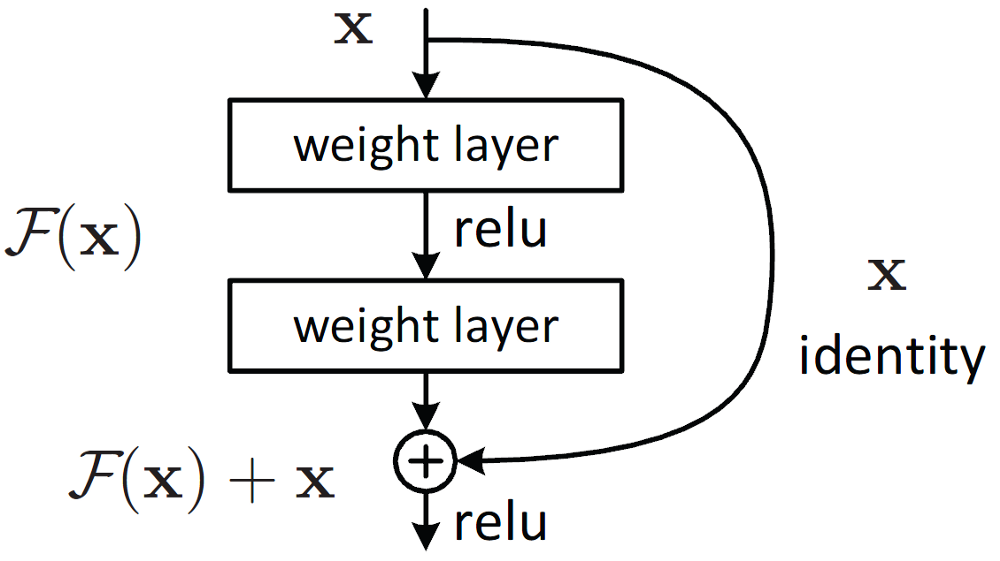 x
weight layer
relu
ℱ(x)
x
weight layer
identity
ℱ(x) + x
+
relu